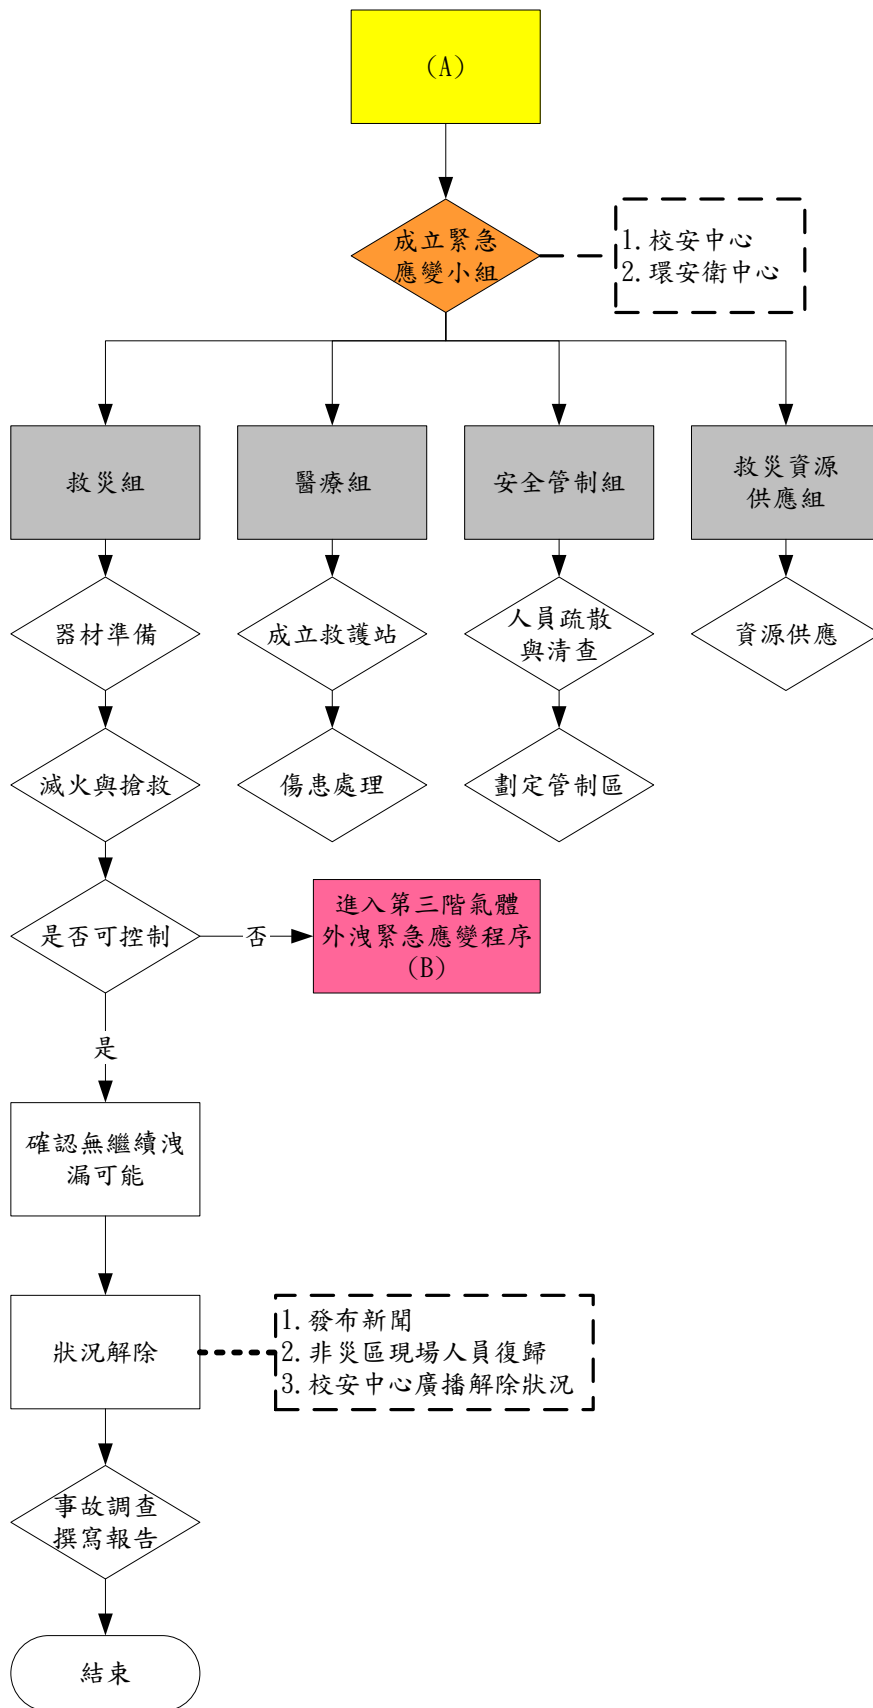 (A)
成立緊急
應變小組
1.校安中心
2.環安衛中心
救災組
醫療組
安全管制組
救災資源
供應組
器材準備
成立救護站
人員疏散
與清查
資源供應
滅火與搶救
傷患處理
劃定管制區
是否可控制
否
進入第三階氣體
外洩緊急應變程序
(B)
是
確認無繼續洩
漏可能
狀況解除
1.發布新聞
2.非災區現場人員復歸
3.校安中心廣播解除狀況
事故調查
撰寫報告
結束